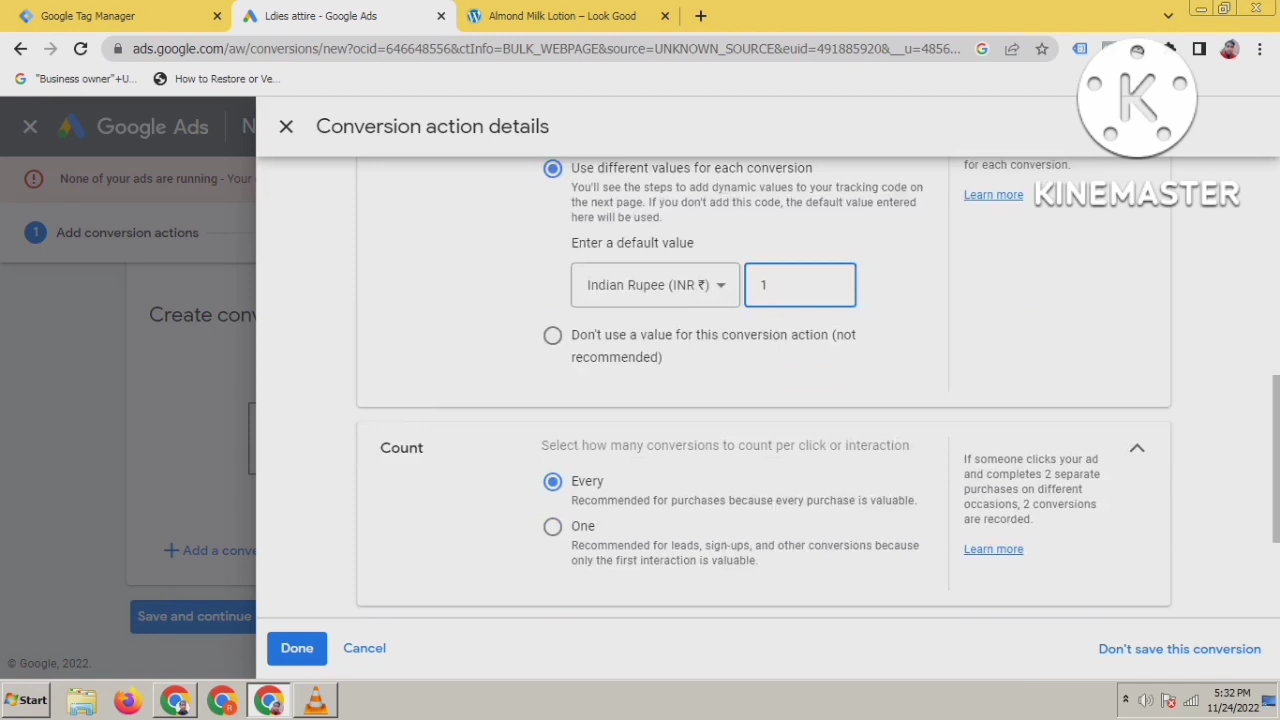 Google Tag Manager
Ldies attire - Google Ads
Almond Milk Lotion – Look Good
ads.google.com/aw/conversions/new?ocid=646648556&ctInfo=BULK_WEBPAGE&source=UNKNOWN_SOURCE&euid=491885920&__u=4856...
"Business owner"+U...
How to Restore or Ve...
Google Ads
N
Conversion action details
K
KINEMASTER
None of your ads are running - Your
1
Add conversion actions
Create conv
Add a conve
Save and continue
© Google, 2022.
Use different values for each conversion
You'll see the steps to add dynamic values to your tracking code on
the next page. If you don't add this code, the default value entered
here will be used.
Enter a default value
Indian Rupee (INR ₹)
1
Don't use a value for this conversion action (not
recommended)
for each conversion.
Learn more
Count
Select how many conversions to count per click or interaction
Every
Recommended for purchases because every purchase is valuable.
One
Recommended for leads, sign-ups, and other conversions because
only the first interaction is valuable.
If someone clicks your ad
and completes 2 separate
purchases on different
occasions, 2 conversions
are recorded.
Learn more
Done
Cancel
Don't save this conversion
Start
5:32 PM
11/24/2022